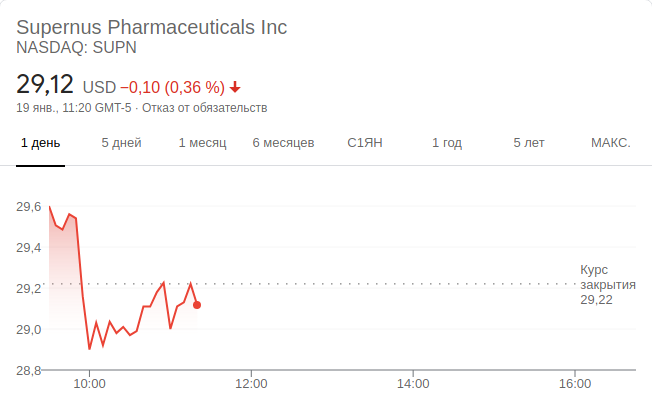 Supernus Pharmaceuticals Inc
NASDAQ: SUPN
29,12 USD −0,10 (0,36 %)
19 янв., 11:20 GMT-5 · Отказ от обязательств
1 день 5 дней 1 месяц 6 месяцев С1ЯН 1 год 5 лет МАКС.
29,6
29,4
Курс
закрытия
29,22
29,2
29,0
28,8
10:00 12:00 14:00 16:00